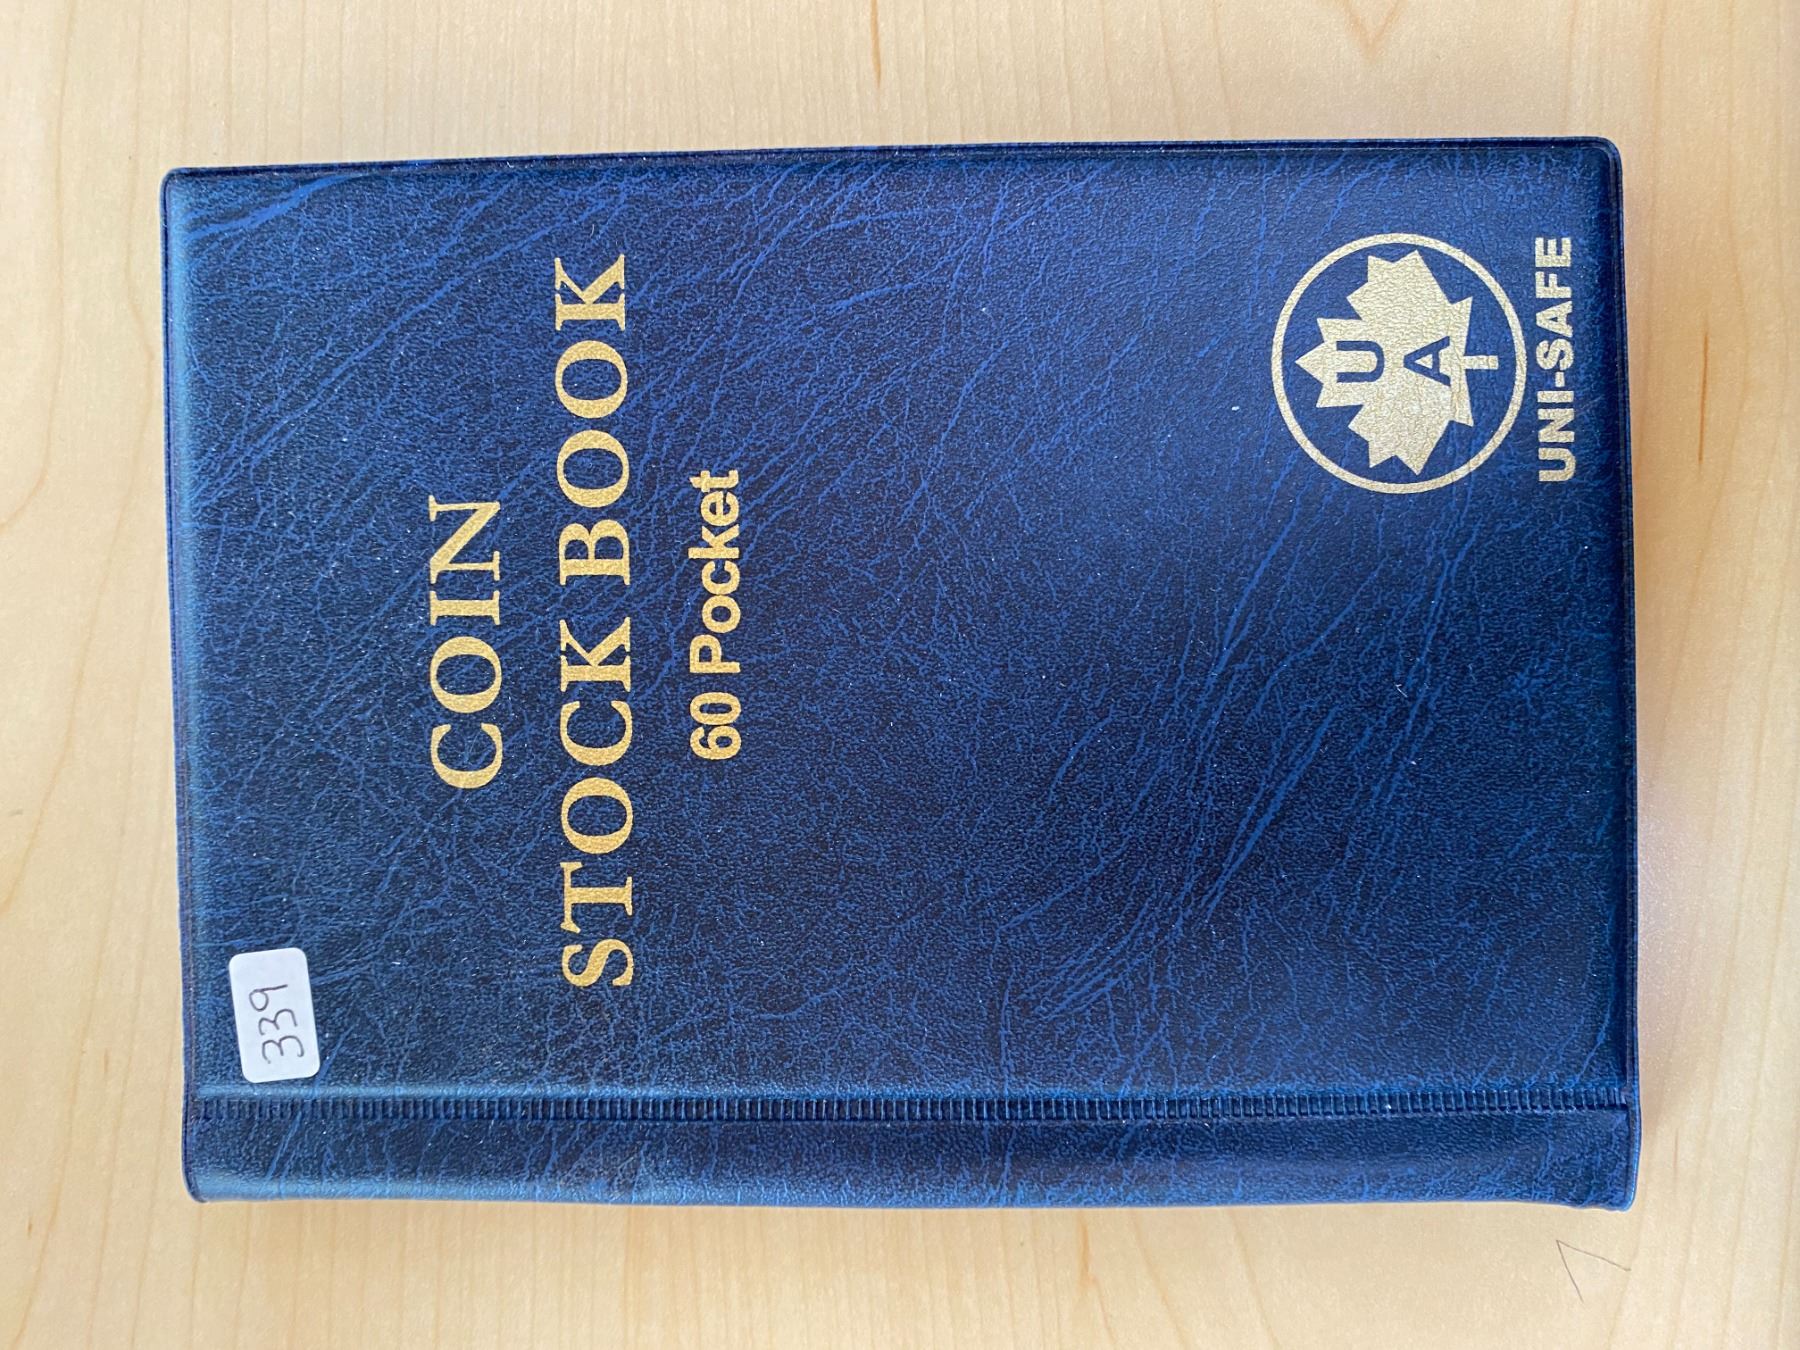 339
COIN
STOCK BOOK
60 Pocket
U
A
UNI-SAFE